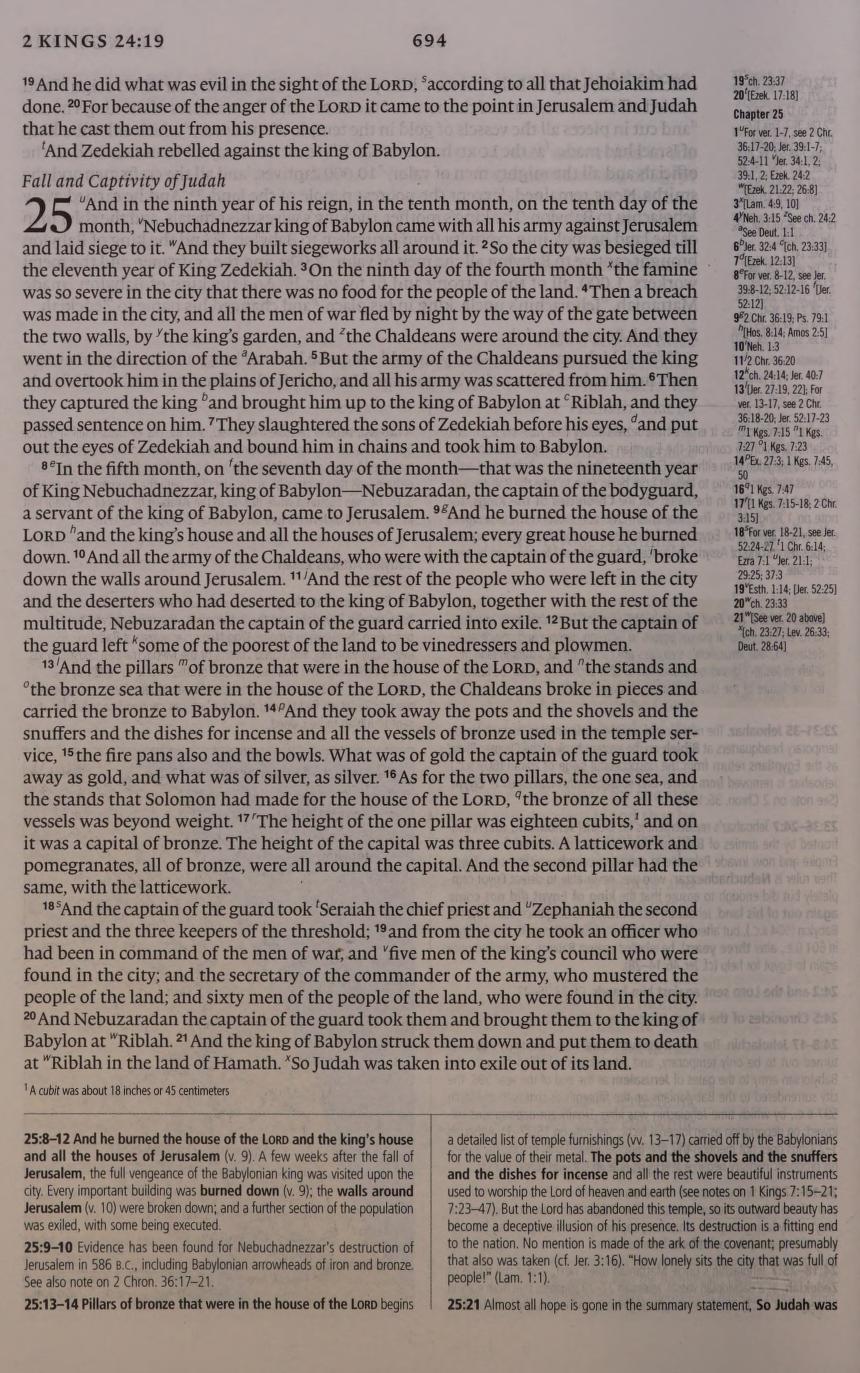 2 KINGS 24:19
694
19 And he did what was evil in the sight of the LORD, s according to all that Jehoiakim had
done. 20 For because of the anger of the LORD it came to the point in Jerusalem and Judah
that he cast them out from his presence.
t And Zedekiah rebelled against the king of Babylon.
Fall and Captivity of Judah
25 u And in the ninth year of his reign, in the tenth month, on the tenth day of the
month, v Nebuchadnezzar king of Babylon came with all his army against Jerusalem
and laid siege to it. w And they built siegeworks all around it. 2 So the city was besieged till
the eleventh year of King Zedekiah. 3 On the ninth day of the fourth month x the famine
was so severe in the city that there was no food for the people of the land. 4 Then a breach
was made in the city, and all the men of war fled by night by the way of the gate between
the two walls, by y the king's garden, and z the Chaldeans were around the city. And they
went in the direction of the a Arabah. 5 But the army of the Chaldeans pursued the king
and overtook him in the plains of Jericho, and all his army was scattered from him. 6 Then
they captured the king b and brought him up to the king of Babylon at c Riblah, and they
passed sentence on him. 7 They slaughtered the sons of Zedekiah before his eyes, d and put
out the eyes of Zedekiah and bound him in chains and took him to Babylon.
8 e In the fifth month, on f the seventh day of the month—that was the nineteenth year
of King Nebuchadnezzar, king of Babylon—Nebuzaradan, the captain of the bodyguard,
a servant of the king of Babylon, came to Jerusalem. 9 g And he burned the house of the
LORD h and the king's house and all the houses of Jerusalem; every great house he burned
down. 10 And all the army of the Chaldeans, who were with the captain of the guard, i broke
down the walls around Jerusalem. 11 j And the rest of the people who were left in the city
and the deserters who had deserted to the king of Babylon, together with the rest of the
multitude, Nebuzaradan the captain of the guard carried into exile. 12 But the captain of
the guard left k some of the poorest of the land to be vinedressers and plowmen.
13 l And the pillars m of bronze that were in the house of the LORD, and n the stands and
o the bronze sea that were in the house of the LORD, the Chaldeans broke in pieces and
carried the bronze to Babylon. 14 p And they took away the pots and the shovels and the
snuffers and the dishes for incense and all the vessels of bronze used in the temple ser-
vice, 15 the fire pans also and the bowls. What was of gold the captain of the guard took
away as gold, and what was of silver, as silver. 16 As for the two pillars, the one sea, and
the stands that Solomon had made for the house of the LORD, q the bronze of all these
vessels was beyond weight. 17 r The height of the one pillar was eighteen cubits,1 and on
it was a capital of bronze. The height of the capital was three cubits. A latticework and
pomegranates, all of bronze, were all around the capital. And the second pillar had the
same, with the latticework.
18 s And the captain of the guard took t Seraiah the chief priest and u Zephaniah the second
priest and the three keepers of the threshold; 19 and from the city he took an officer who
had been in command of the men of war, and v five men of the king's council who were
found in the city; and the secretary of the commander of the army, who mustered the
people of the land; and sixty men of the people of the land, who were found in the city.
20 And Nebuzaradan the captain of the guard took them and brought them to the king of
Babylon at w Riblah. 21 And the king of Babylon struck them down and put them to death
at w Riblah in the land of Hamath. x So Judah was taken into exile out of its land.
1 A cubit was about 18 inches or 45 centimeters
19 s ch. 23:37
20 t [Ezek. 17:18]
Chapter 25
1 u For ver. 1-7, see 2 Chr.
36:17-20; Jer. 39:1-7;
52:4-11 v Jer. 34:1, 2;
39:1, 2; Ezek. 24:2
w [Ezek. 21:22; 26:8]
3 x [Lam. 4:9, 10]
4 y Neh. 3:15 z See ch. 24:2
a See Deut. 1:1
6 b Jer. 32:4 c [ch. 23:33]
7 d [Ezek. 12:13]
8 e For ver. 8-12, see Jer.
39:8-12; 52:12-16 f [Jer.
52:12]
9 g 2 Chr. 36:19; Ps. 79:1
h [Hos. 8:14; Amos 2:5]
10 i Neh. 1:3
11 j 2 Chr. 36:20
12 k ch. 24:14; Jer. 40:7
13 l [Jer. 27:19, 22]; For
ver. 13-17, see 2 Chr.
36:18-20; Jer. 52:17-23
m 1 Kgs. 7:15 n 1 Kgs.
7:27 o 1 Kgs. 7:23
14 p Ex. 27:3; 1 Kgs. 7:45,
50
16 q 1 Kgs. 7:47
17 r [1 Kgs. 7:15-18; 2 Chr.
3:15]
18 s For ver. 18-21, see Jer.
52:24-27 t 1 Chr. 6:14;
Ezra 7:1 u Jer. 21:1;
29:25; 37:3
19 v Esth. 1:14; [Jer. 52:25]
20 w ch. 23:33
21 w [See ver. 20 above]
x [ch. 23:27; Lev. 26:33;
Deut. 28:64]
25:8–12 And he burned the house of the LORD and the king's house
and all the houses of Jerusalem (v. 9). A few weeks after the fall of
Jerusalem, the full vengeance of the Babylonian king was visited upon the
city. Every important building was burned down (v. 9); the walls around
Jerusalem (v. 10) were broken down; and a further section of the population
was exiled, with some being executed.
25:9–10 Evidence has been found for Nebuchadnezzar's destruction of
Jerusalem in 586 B.C., including Babylonian arrowheads of iron and bronze.
See also note on 2 Chron. 36:17–21.
25:13–14 Pillars of bronze that were in the house of the LORD begins
a detailed list of temple furnishings (vv. 13–17) carried off by the Babylonians
for the value of their metal. The pots and the shovels and the snuffers
and the dishes for incense and all the rest were beautiful instruments
used to worship the Lord of heaven and earth (see notes on 1 Kings 7:15–21;
7:23–47). But the Lord has abandoned this temple, so its outward beauty has
become a deceptive illusion of his presence. Its destruction is a fitting end
to the nation. No mention is made of the ark of the covenant; presumably
that also was taken (cf. Jer. 3:16). "How lonely sits the city that was full of
people!" (Lam. 1:1).
25:21 Almost all hope is gone in the summary statement, So Judah was